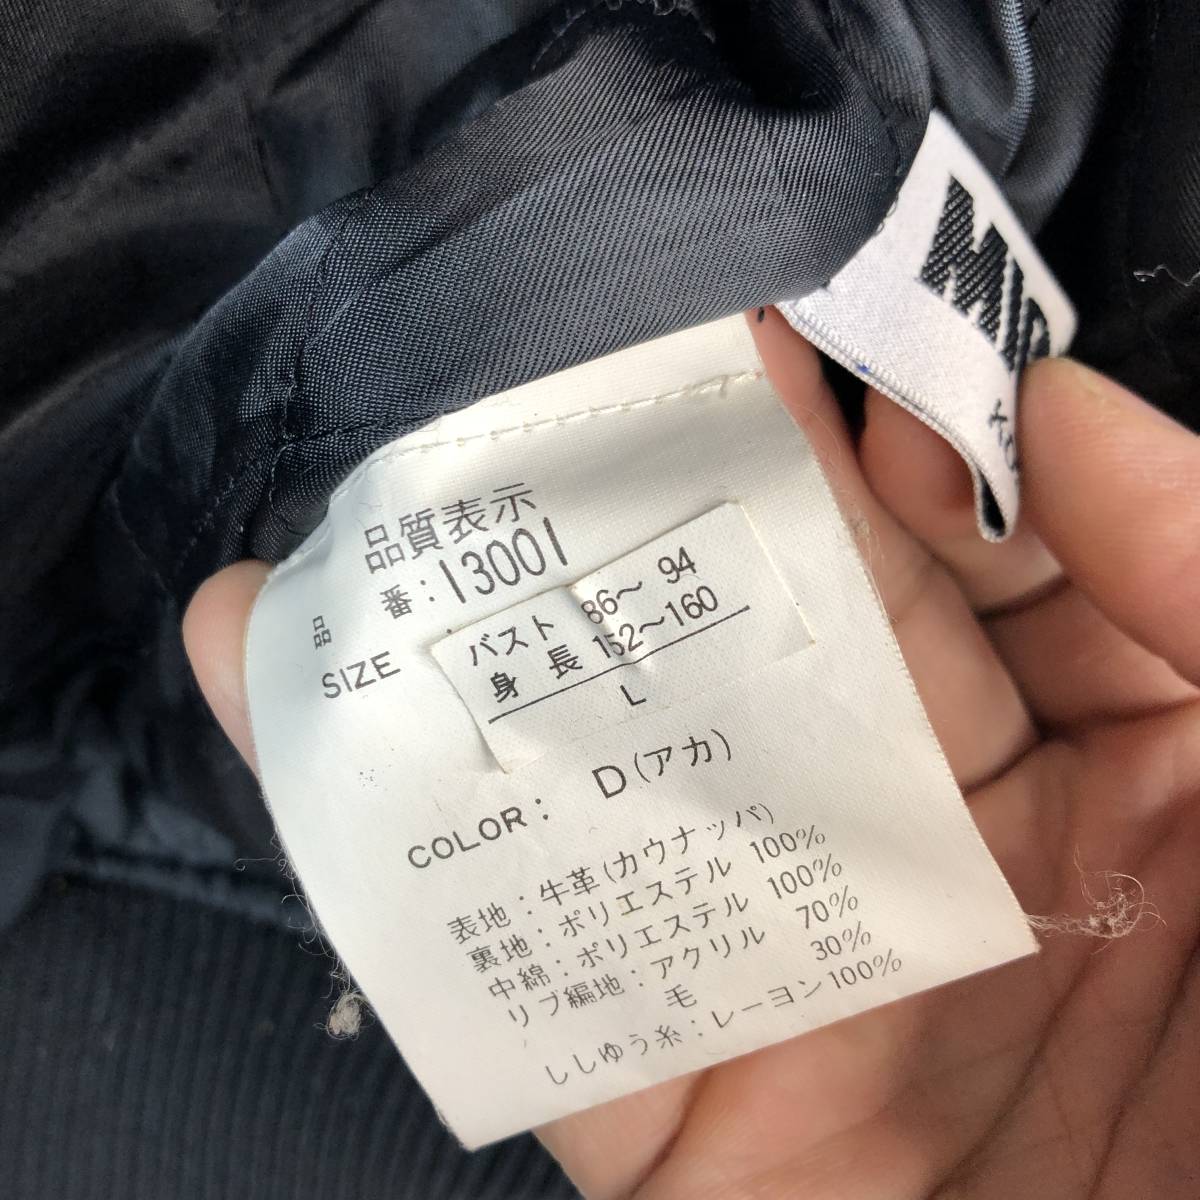 品質表示
品 番：13001
SIZE
バスト 86～ 94
身 長 152～160
L
COLOR： D（アカ）
表地：牛革（カウナッパ）
裏地：ポリエステル 100%
中綿：ポリエステル 100%
リブ編地：アクリル 70%
毛 30%
ししゆう糸：レーヨン100%